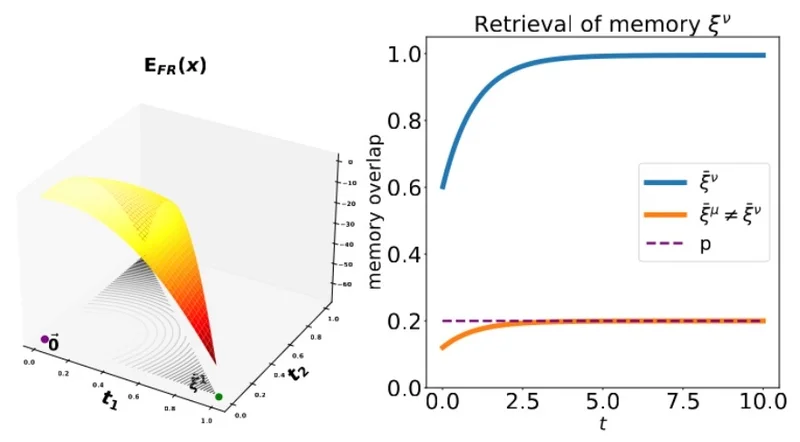 E_FR(x)
0
−10
−20
−30
−40
−50
−60
0⃗
ξ̄¹
0.0
0.2
0.4
0.6
0.8
1.0
t₁
0.0
0.2
0.4
0.6
0.8
1.0
t₂
Retrieval of memory ξ^ν
memory overlap
1.0
0.8
0.6
0.4
0.2
0.0
ξ̄^ν
ξ̄^μ ≠ ξ̄^ν
p
0.0 2.5 5.0 7.5 10.0
t